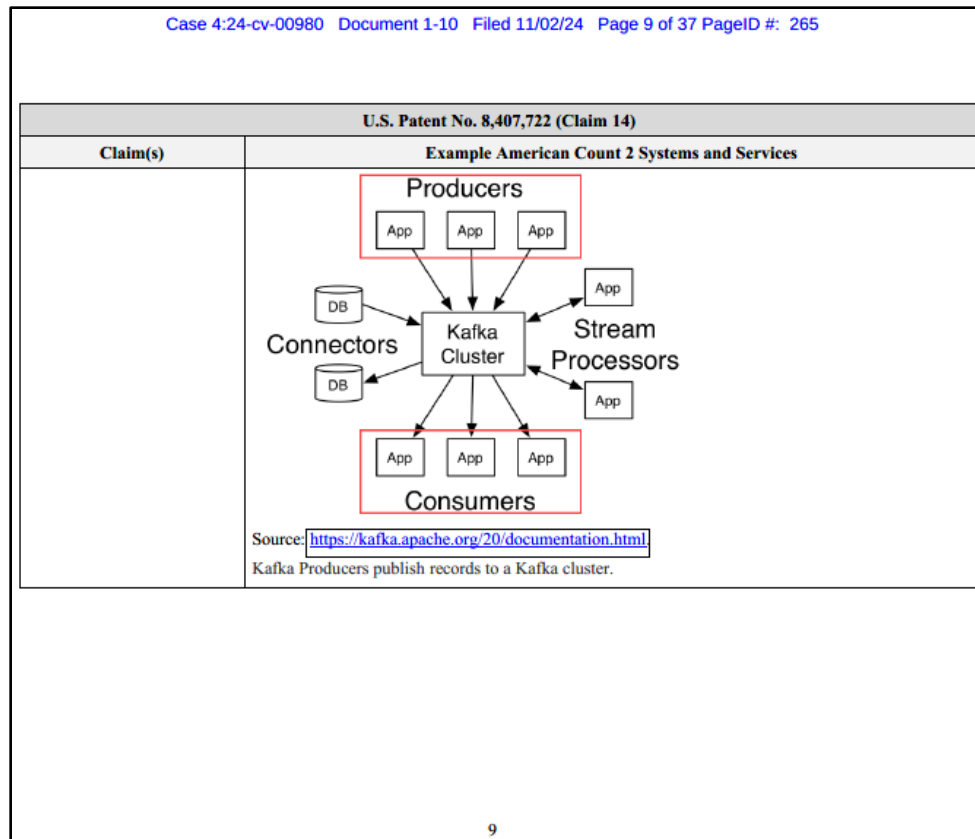 Case 4:24-cv-00980 Document 1-10 Filed 11/02/24 Page 9 of 37 PageID #: 265
U.S. Patent No. 8,407,722 (Claim 14)
Claim(s)
Example American Count 2 Systems and Services
Producers
App
App
App
DB
App
Connectors
Kafka
Cluster
Stream
Processors
DB
App
App
App
App
Consumers
Source: https://kafka.apache.org/20/documentation.html.
Kafka Producers publish records to a Kafka cluster.
9